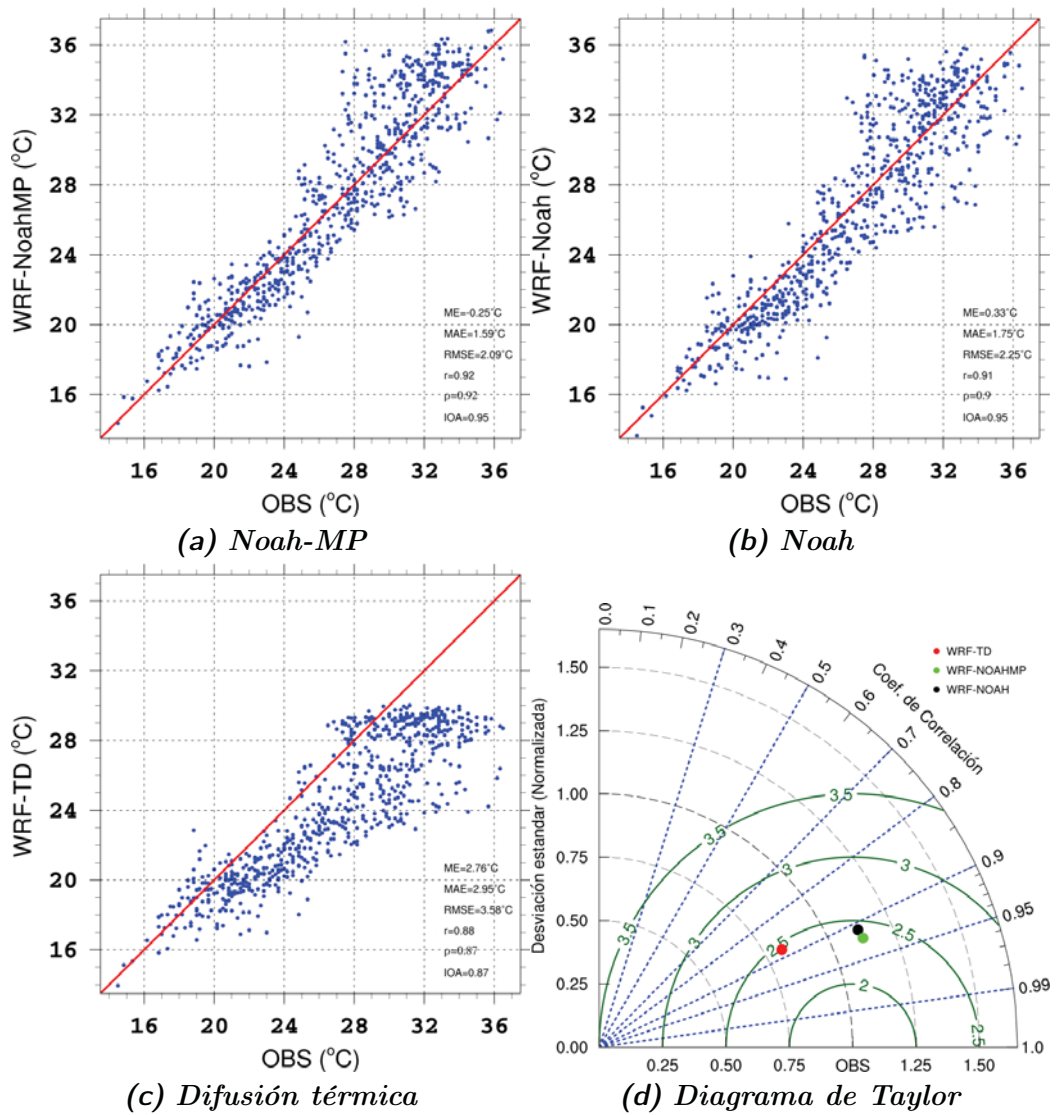 WRF-NoahMP (°C)
36
32
28
24
20
16
ME=-0.25°C
MAE=1.59°C
RMSE=2.09°C
r=0.92
ρ=0.92
IOA=0.95
16 20 24 28 32 36
OBS (°C)
(a) Noah-MP
WRF-Noah (°C)
36
32
28
24
20
16
ME=0.33°C
MAE=1.75°C
RMSE=2.25°C
r=0.91
ρ=0.9
IOA=0.95
16 20 24 28 32 36
OBS (°C)
(b) Noah
WRF-TD (°C)
36
32
28
24
20
16
ME=2.76°C
MAE=2.95°C
RMSE=3.58°C
r=0.88
ρ=0.87
IOA=0.87
16 20 24 28 32 36
OBS (°C)
(c) Difusión térmica
Desviación estandar (Normalizada)
1.50
1.25
1.00
0.75
0.50
0.25
0.00
0.25 0.50 0.75 OBS 1.25 1.50
0.0 0.1 0.2 0.3 0.4 0.5 0.6 0.7 0.8 0.9 0.95 0.99 1.0
Coef. de Correlación
WRF-TD
WRF-NOAHMP
WRF-NOAH
3.5 3.5 3.5
3 3 3
2.5 2.5 2.5
2
(d) Diagrama de Taylor